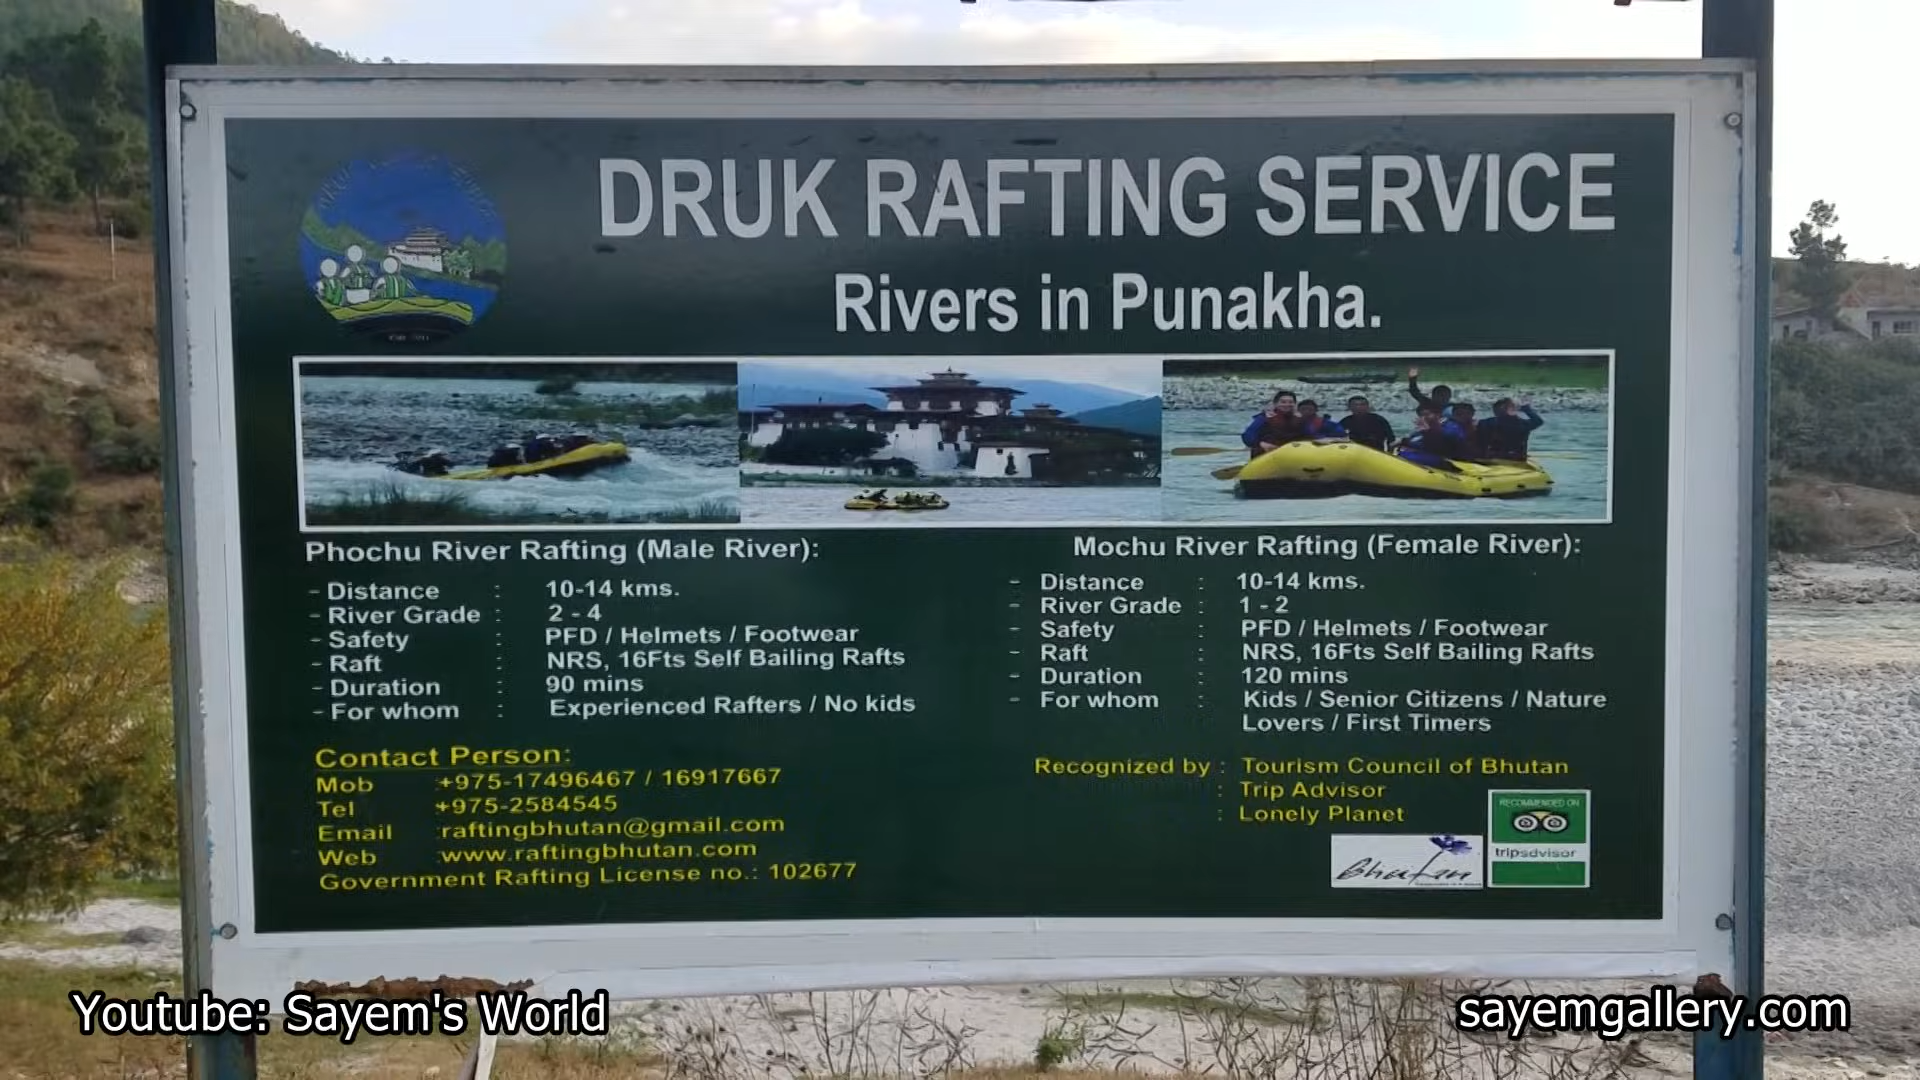 DRUK RAFTING SERVICE
Rivers in Punakha.
Phochu River Rafting (Male River):
- Distance : 10-14 kms.
- River Grade : 2 - 4
- Safety : PFD / Helmets / Footwear
- Raft : NRS, 16Fts Self Bailing Rafts
- Duration : 90 mins
- For whom : Experienced Rafters / No kids
Mochu River Rafting (Female River):
- Distance : 10-14 kms.
- River Grade : 1 - 2
- Safety : PFD / Helmets / Footwear
- Raft : NRS, 16Fts Self Bailing Rafts
- Duration : 120 mins
- For whom : Kids / Senior Citizens / Nature
Lovers / First Timers
Contact Person:
Mob :+975-17496467 / 16917667
Tel +975-2584545
Email :raftingbhutan@gmail.com
Web :www.raftingbhutan.com
Government Rafting License no.: 102677
Recognized by : Tourism Council of Bhutan
: Trip Advisor
: Lonely Planet
Bhutan
RECOMMENDED ON
tripadvisor
Youtube: Sayem's World
sayemgallery.com